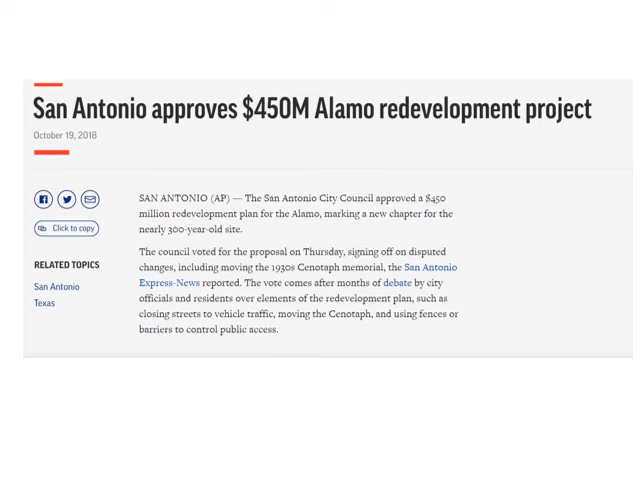 San Antonio approves $450M Alamo redevelopment project
October 19, 2018
Click to copy
RELATED TOPICS
San Antonio
Texas
SAN ANTONIO (AP) — The San Antonio City Council approved a $450
million redevelopment plan for the Alamo, marking a new chapter for the
nearly 300-year-old site.
The council voted for the proposal on Thursday, signing off on disputed
changes, including moving the 1930s Cenotaph memorial, the San Antonio
Express-News reported. The vote comes after months of debate by city
officials and residents over elements of the redevelopment plan, such as
closing streets to vehicle traffic, moving the Cenotaph, and using fences or
barriers to control public access.